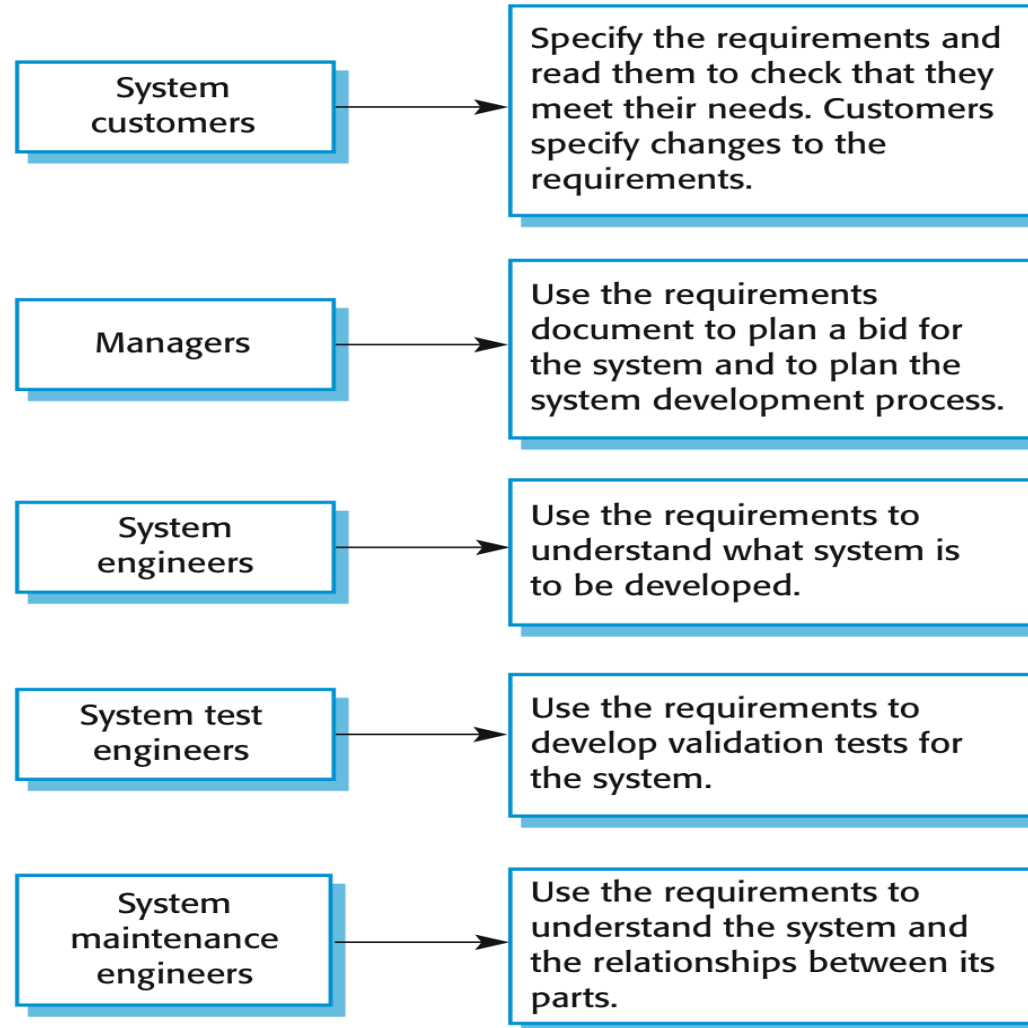 System
customers
Specify the requirements and
read them to check that they
meet their needs. Customers
specify changes to the
requirements.
Managers
Use the requirements
document to plan a bid for
the system and to plan the
system development process.
System
engineers
Use the requirements to
understand what system is
to be developed.
System test
engineers
Use the requirements to
develop validation tests for
the system.
System
maintenance
engineers
Use the requirements to
understand the system and
the relationships between its
parts.